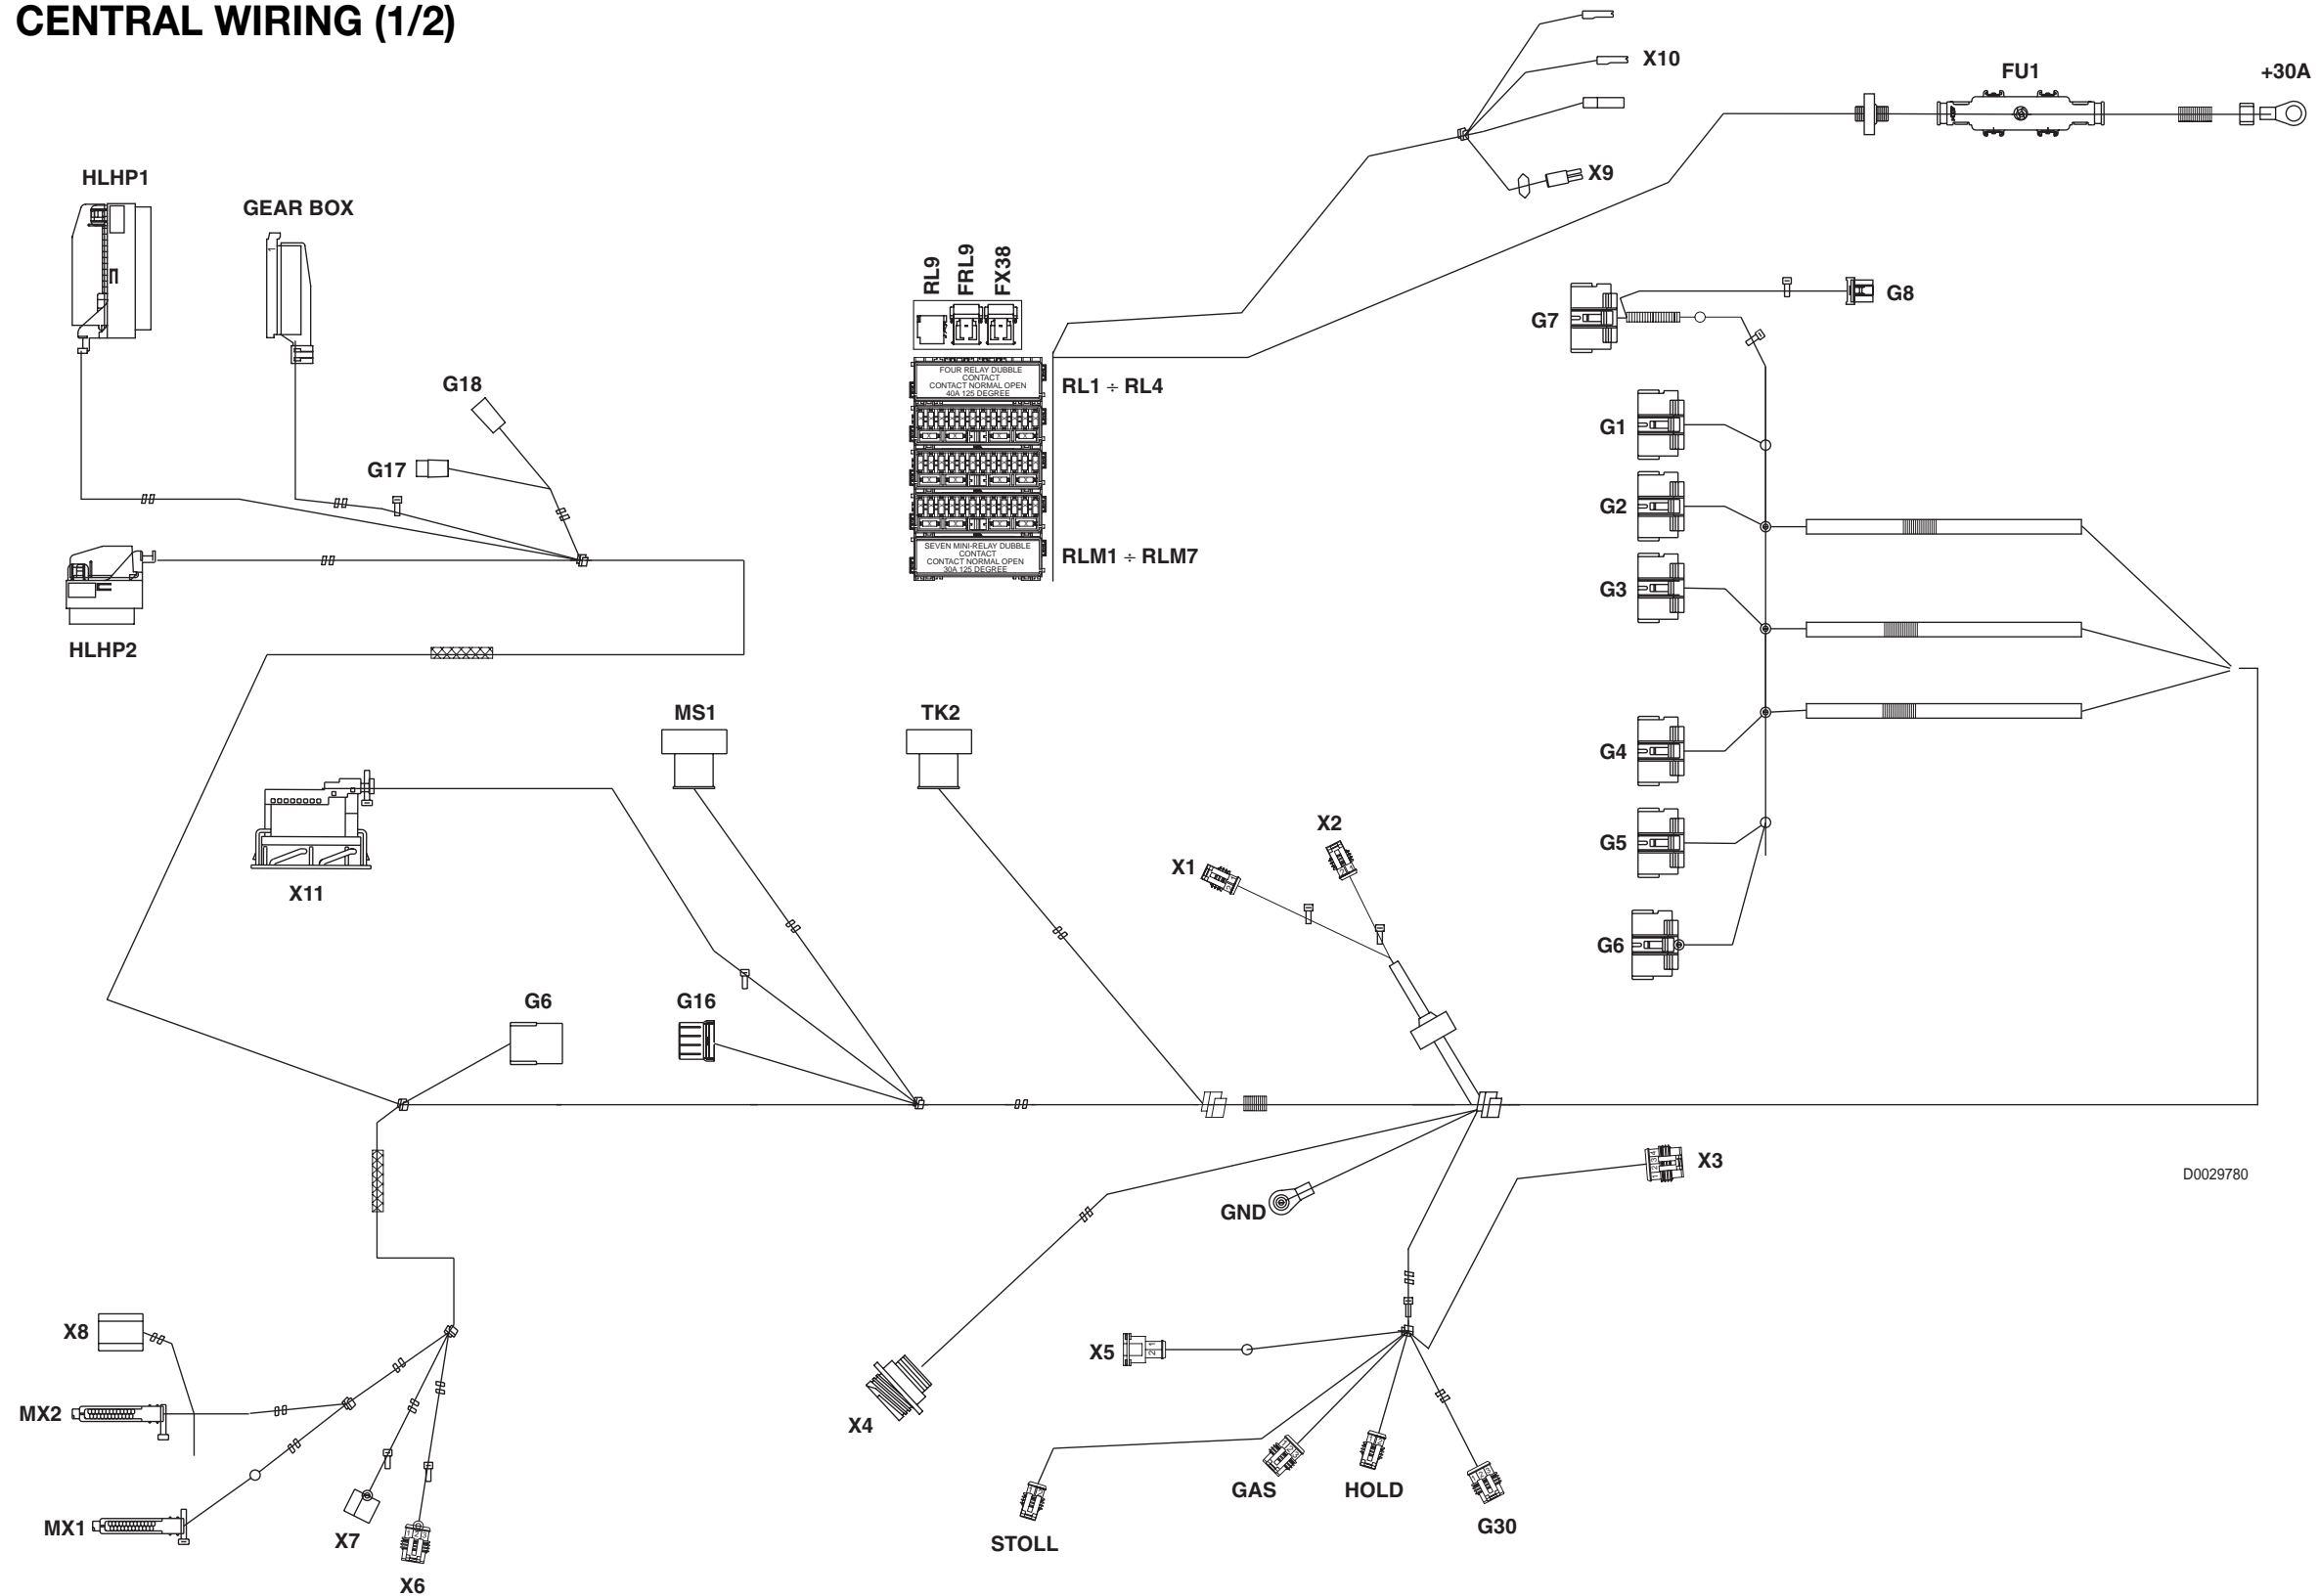 CENTRAL WIRING (1/2)
X10
FU1
+30A
X9
HLHP1
GEAR BOX
RL9
FRL9
FX38
G8
G7
FOUR RELAY DUBBLE
CONTACT
CONTACT NORMAL OPEN
40A 125 DEGREE
RL1 ÷ RL4
G18
G17
G1
G2
G3
SEVEN MINI-RELAY DUBBLE
CONTACT
CONTACT NORMAL OPEN
30A 125 DEGREE
RLM1 ÷ RLM7
HLHP2
MS1
TK2
G4
G5
G6
X11
X1
X2
G6
G16
X3
D0029780
GND
X8
X5
2 1
MX2
X4
MX1
X7
X6
STOLL
GAS
HOLD
G30